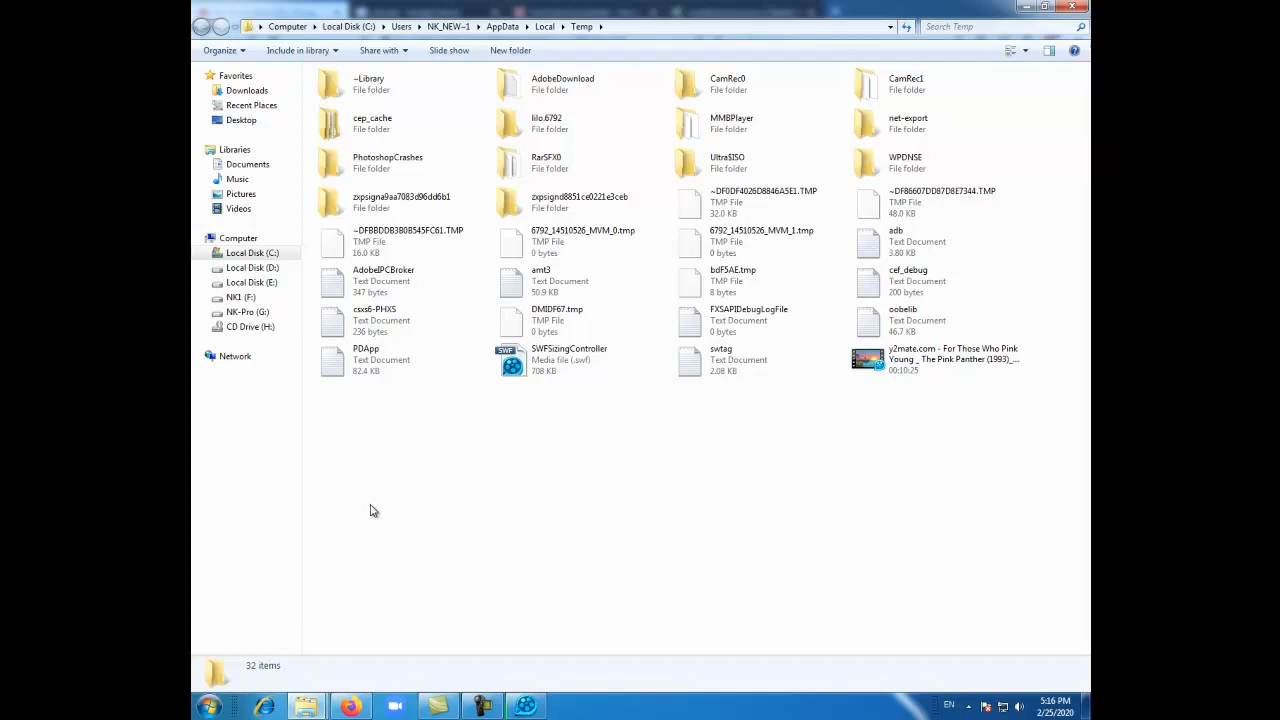 Computer ▸ Local Disk (C:) ▸ Users ▸ NK_NEW~1 ▸ AppData ▸ Local ▸ Temp ▸
Search Temp
Organize Include in library Share with Slide show New folder
Favorites
Downloads
Recent Places
Desktop
Libraries
Documents
Music
Pictures
Videos
Computer
Local Disk (C:)
Local Disk (D:)
Local Disk (E:)
NK1 (F:)
NK-Pro (G:)
CD Drive (H:)
Network
~Library
File folder
AdobeDownload
File folder
CamRec0
File folder
CamRec1
File folder
cep_cache
File folder
lilo.6792
File folder
MMBPlayer
File folder
net-export
File folder
PhotoshopCrashes
File folder
RarSFX0
File folder
Ultra$ISO
File folder
WPDNSE
File folder
zxpsigna9aa7083d96dd6b1
File folder
zxpsignd8851ce0221e3ceb
File folder
~DF0DF4026D8846A5E1.TMP
TMP File
32.0 KB
~DF86607DD87D8E7344.TMP
TMP File
48.0 KB
~DFBBDDB3B0B545FC61.TMP
TMP File
16.0 KB
6792_14510526_MVM_0.tmp
TMP File
0 bytes
6792_14510526_MVM_1.tmp
TMP File
0 bytes
adb
Text Document
3.80 KB
AdobeIPCBroker
Text Document
347 bytes
amt3
Text Document
50.9 KB
bdF5AE.tmp
TMP File
8 bytes
cef_debug
Text Document
200 bytes
csxs6-PHXS
Text Document
236 bytes
DMIDF67.tmp
TMP File
0 bytes
FXSAPIDebugLogFile
Text Document
0 bytes
oobelib
Text Document
46.7 KB
PDApp
Text Document
82.4 KB
SWF
SWFSizingController
Media file (.swf)
708 KB
swtag
Text Document
2.08 KB
y2mate.com - For Those Who Pink
Young _ The Pink Panther (1993)_...
00:10:25
32 items
EN
5:16 PM
2/25/2020